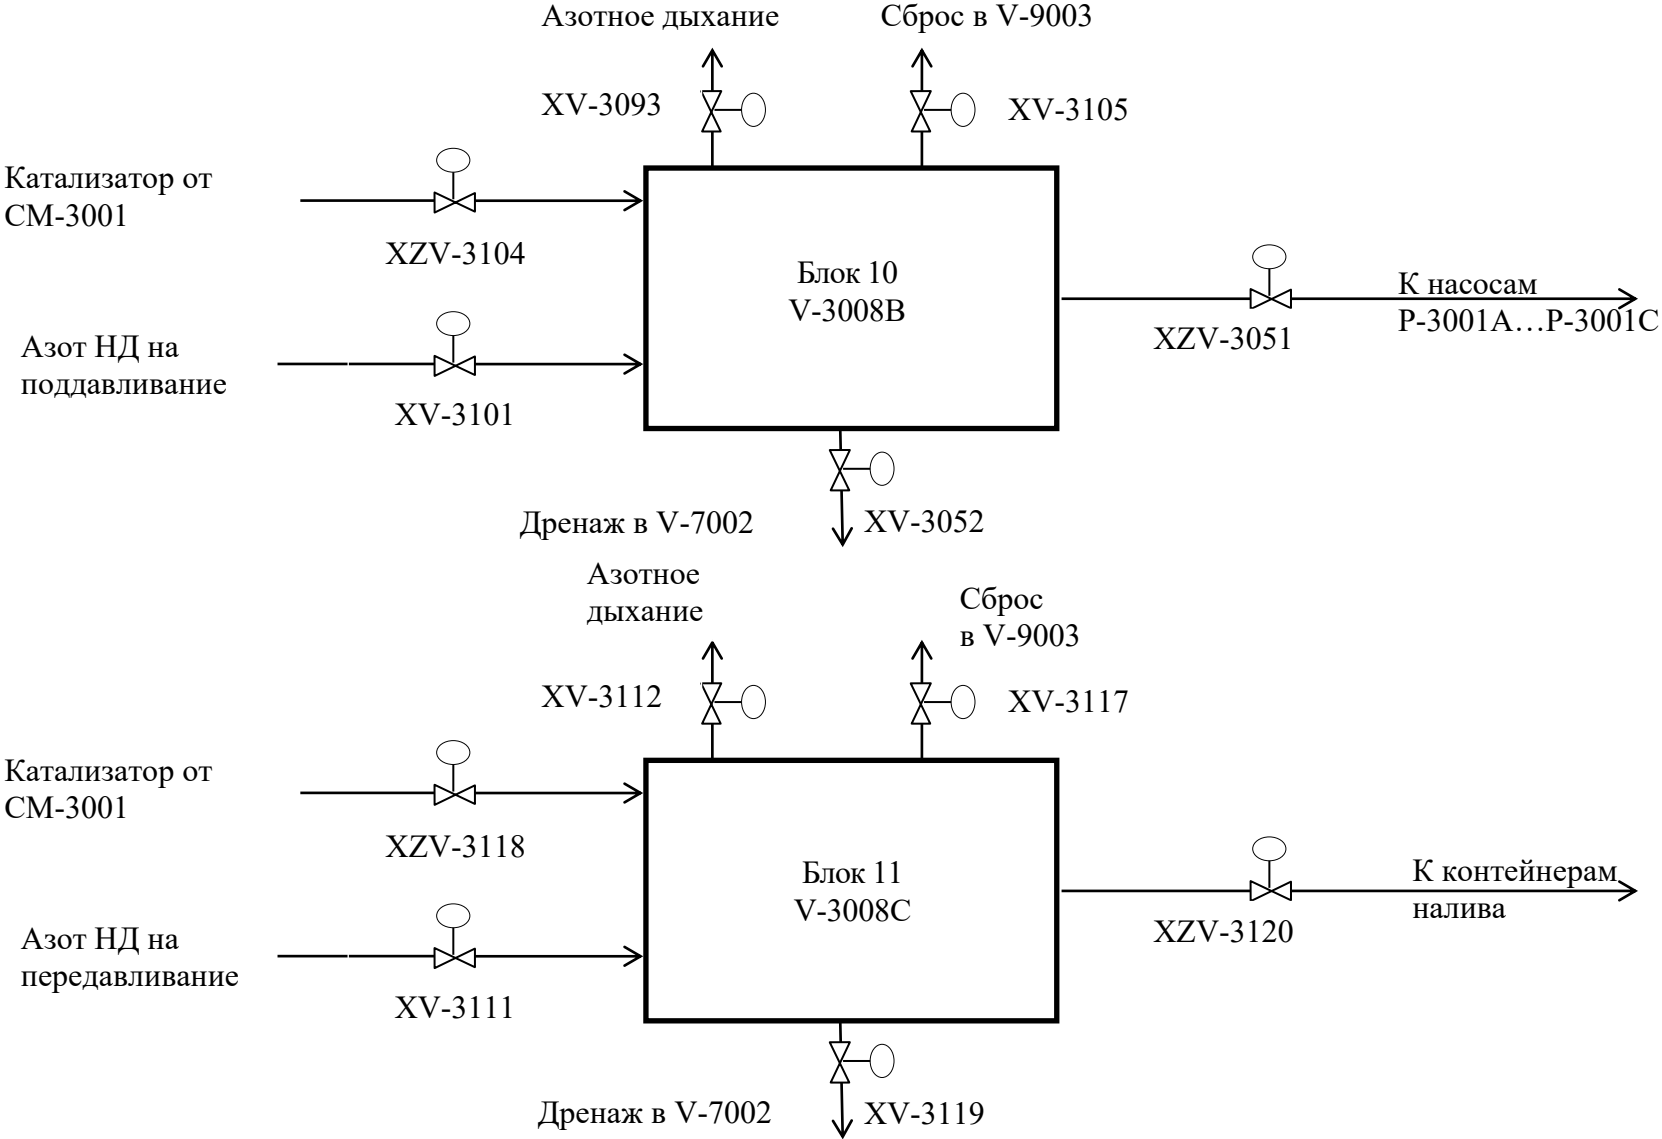 Азотное дыхание
Сброс в V-9003
XV-3093
XV-3105
Катализатор от
СМ-3001
XZV-3104
Блок 10
V-3008B
К насосам
P-3001A…P-3001C
XZV-3051
Азот НД на
поддавливание
XV-3101
Дренаж в V-7002
XV-3052
Азотное
дыхание
Сброс
в V-9003
XV-3112
XV-3117
Катализатор от
СМ-3001
XZV-3118
Блок 11
V-3008C
К контейнерам
налива
XZV-3120
Азот НД на
передавливание
XV-3111
Дренаж в V-7002
XV-3119